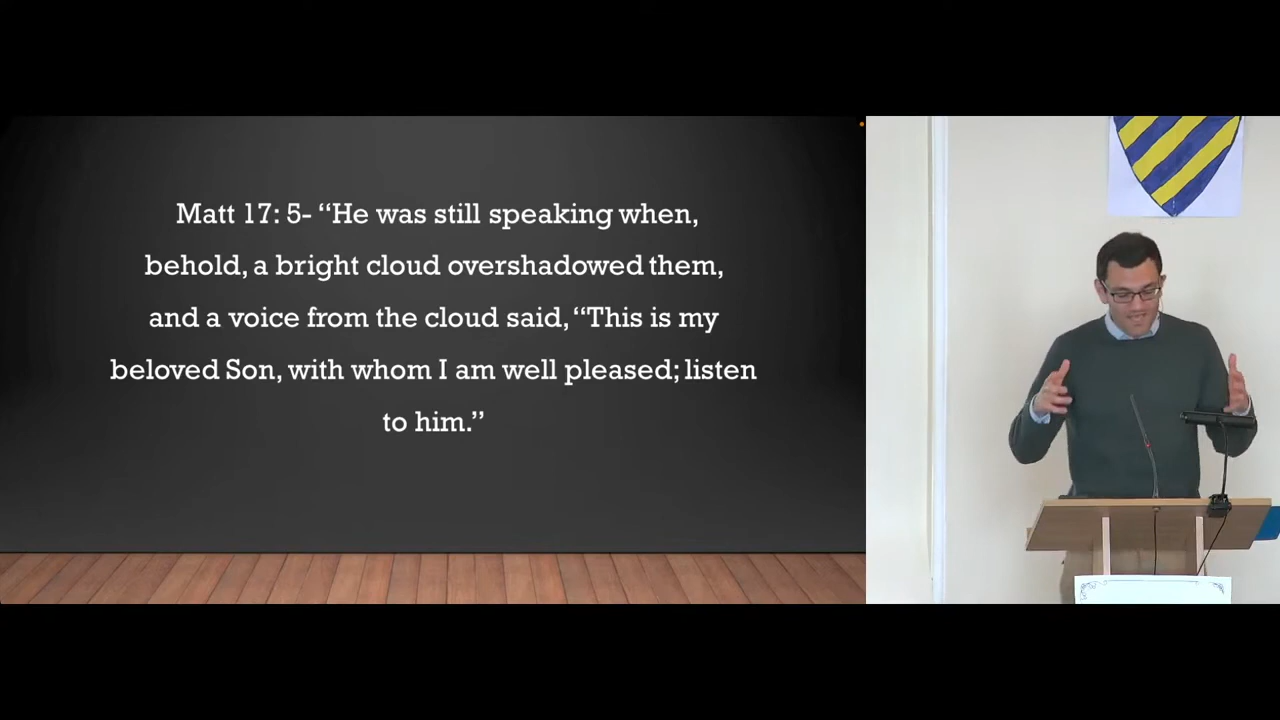 Matt 17: 5- “He was still speaking when,
behold, a bright cloud overshadowed them,
and a voice from the cloud said, “This is my
beloved Son, with whom I am well pleased; listen
to him.”